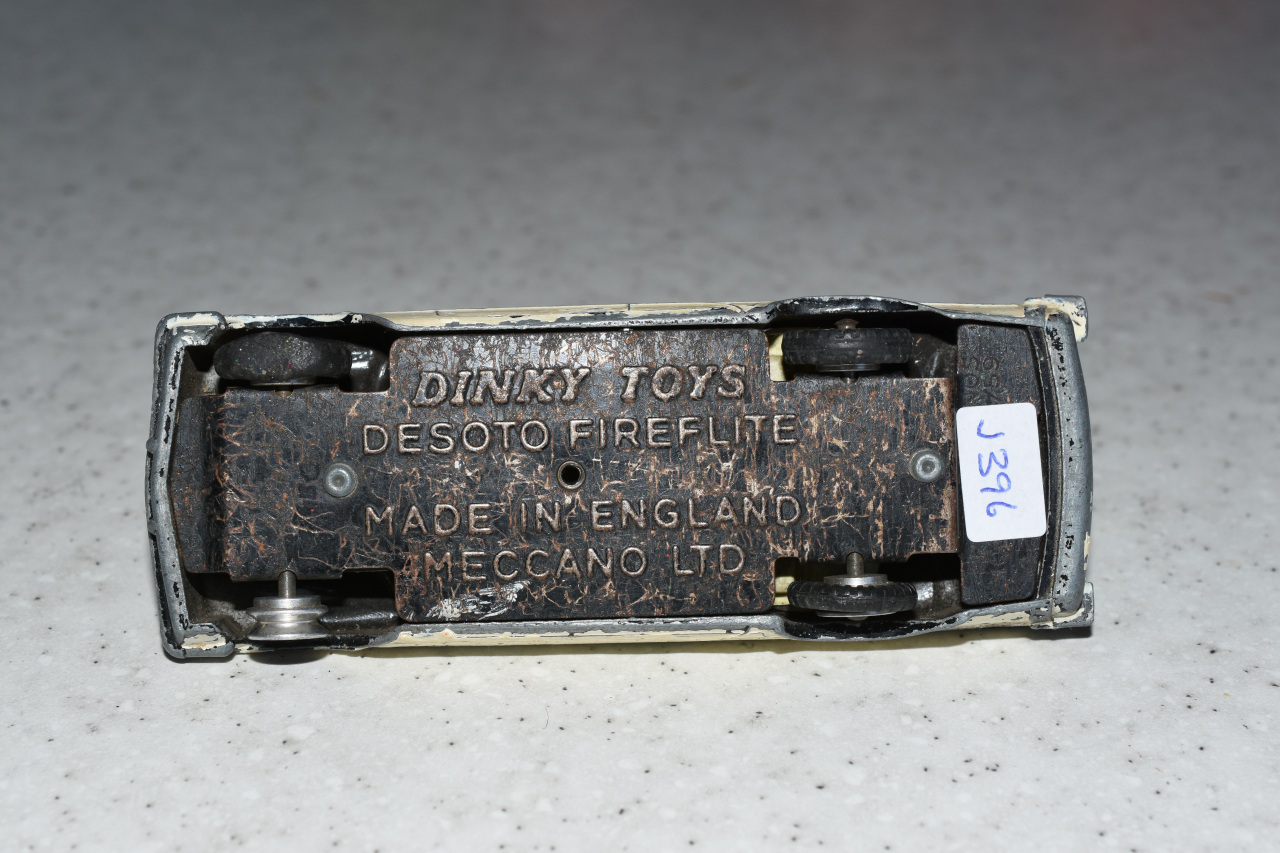 DINKY TOYS
DESOTO FIREFLITE
MADE IN ENGLAND
MECCANO LTD
J396